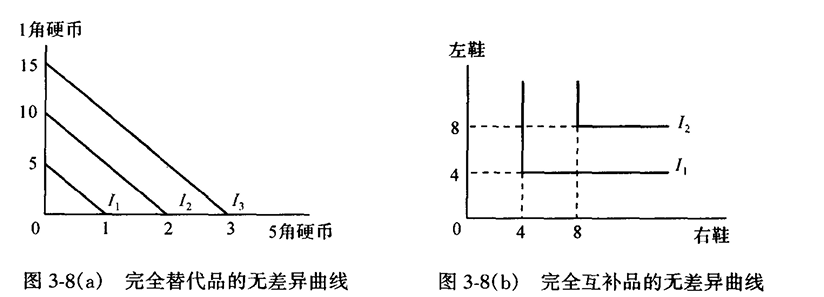 1角硬币
15
10
5
0
1
2
3
I1
I2
I3
5角硬币
图 3-8(a) 完全替代品的无差异曲线
左鞋
8
4
0
4
8
I2
I1
右鞋
图 3-8(b) 完全互补品的无差异曲线